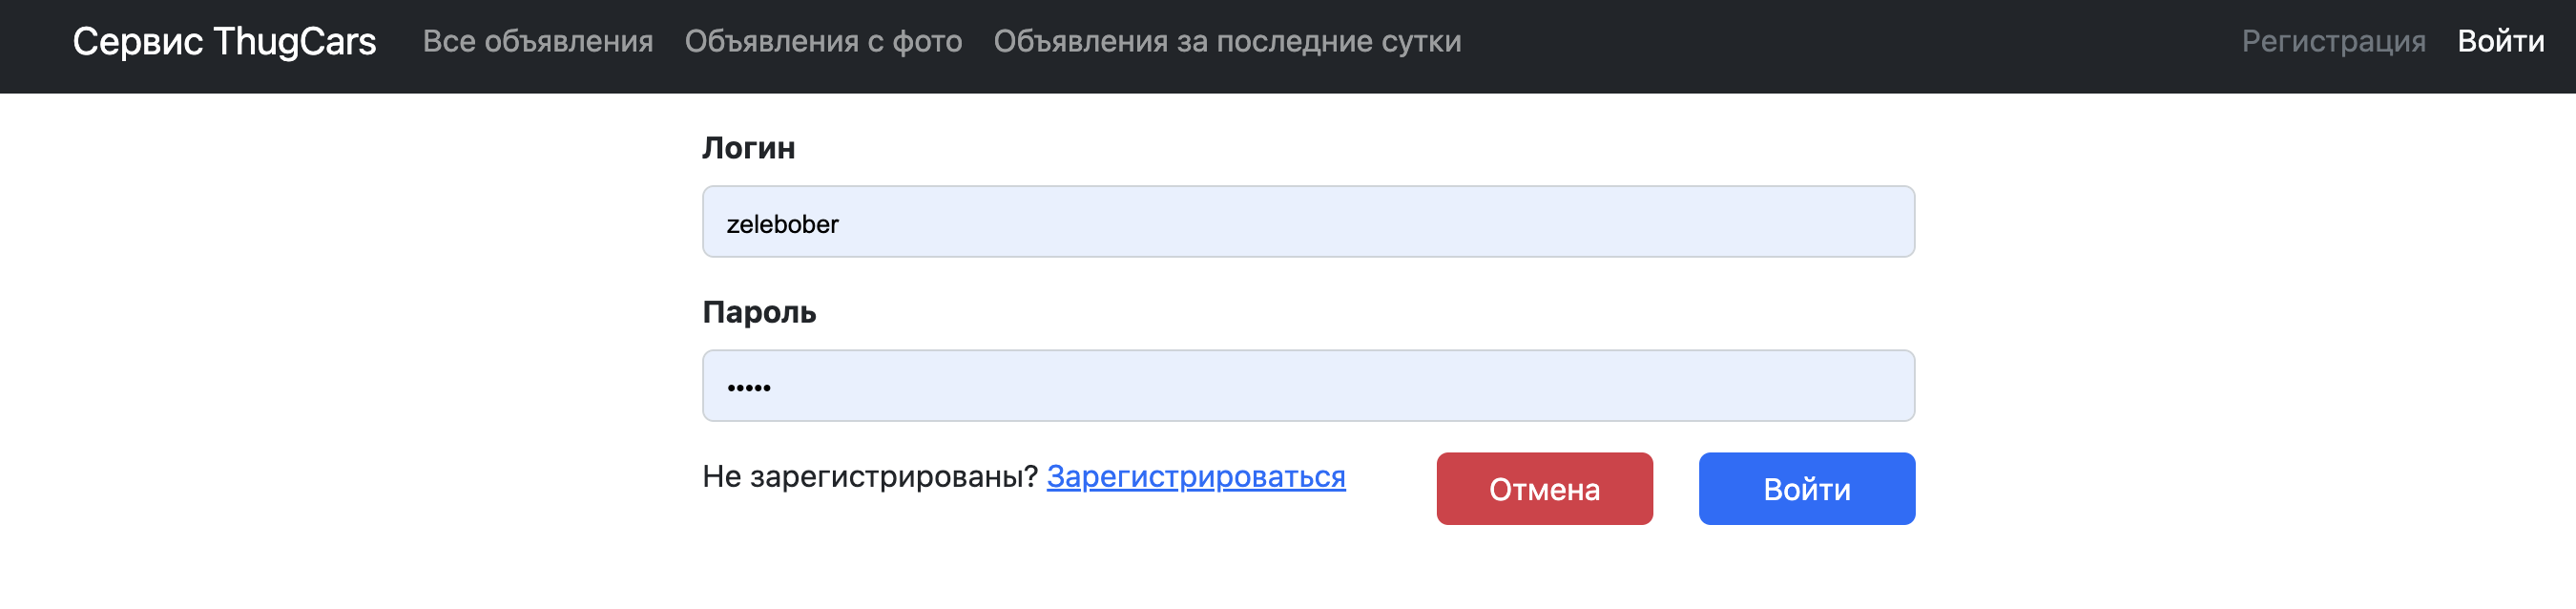 Сервис ThugCars Все объявления Объявления с фото Объявления за последние сутки Регистрация Войти
Логин
zelebober
Пароль
•••••
Не зарегистрированы? Зарегистрироваться Отмена Войти